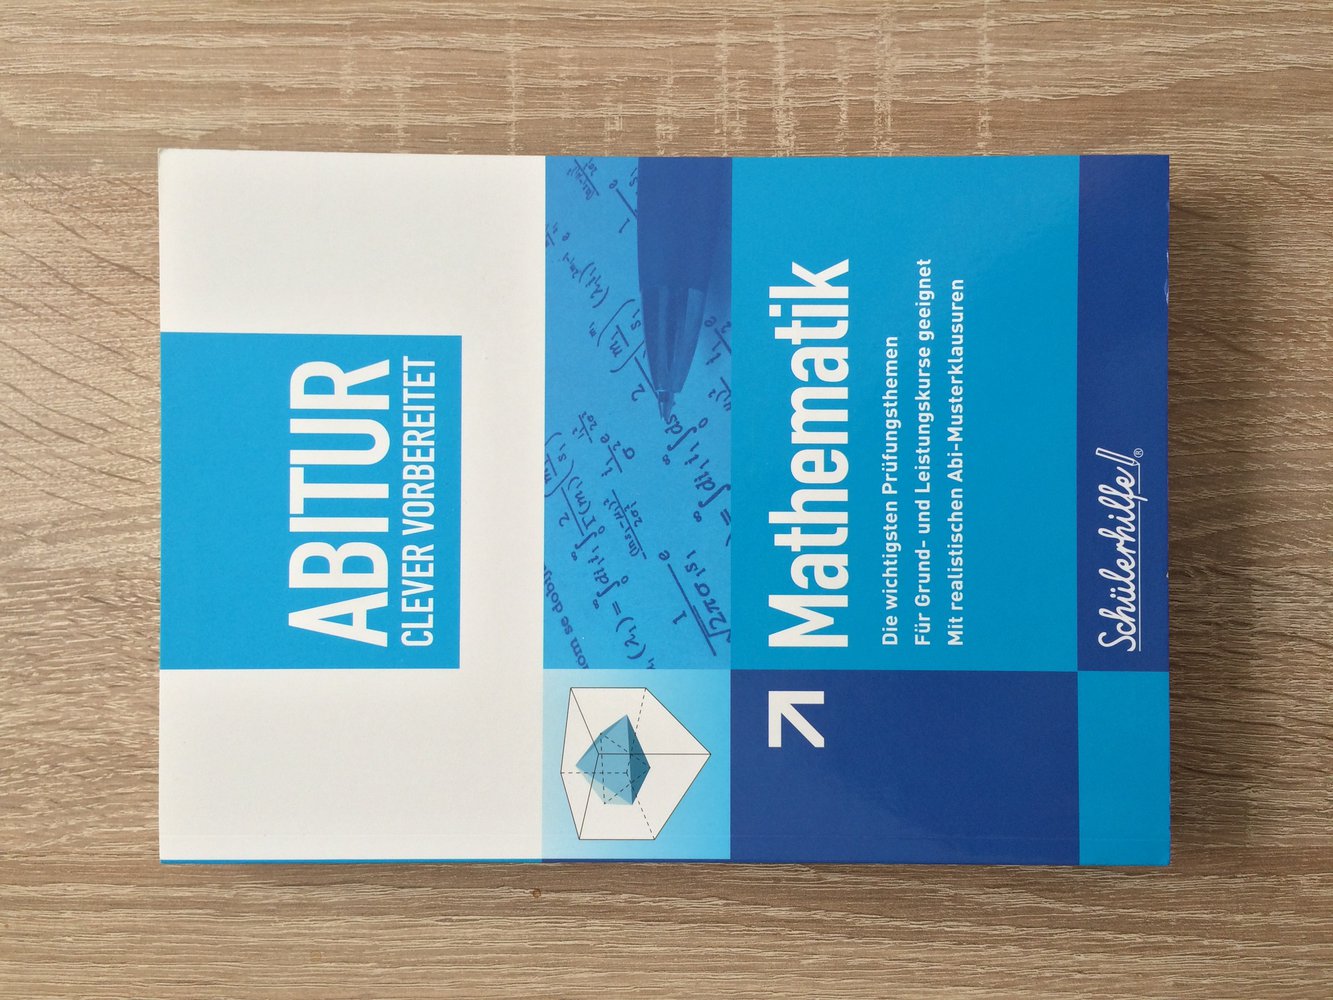 ABITUR
CLEVER VORBEREITET
Mathematik
Die wichtigsten Prüfungsthemen
Für Grund- und Leistungskurse geeignet
Mit realistischen Abi-Musterklausuren
Schülerhilfe!®